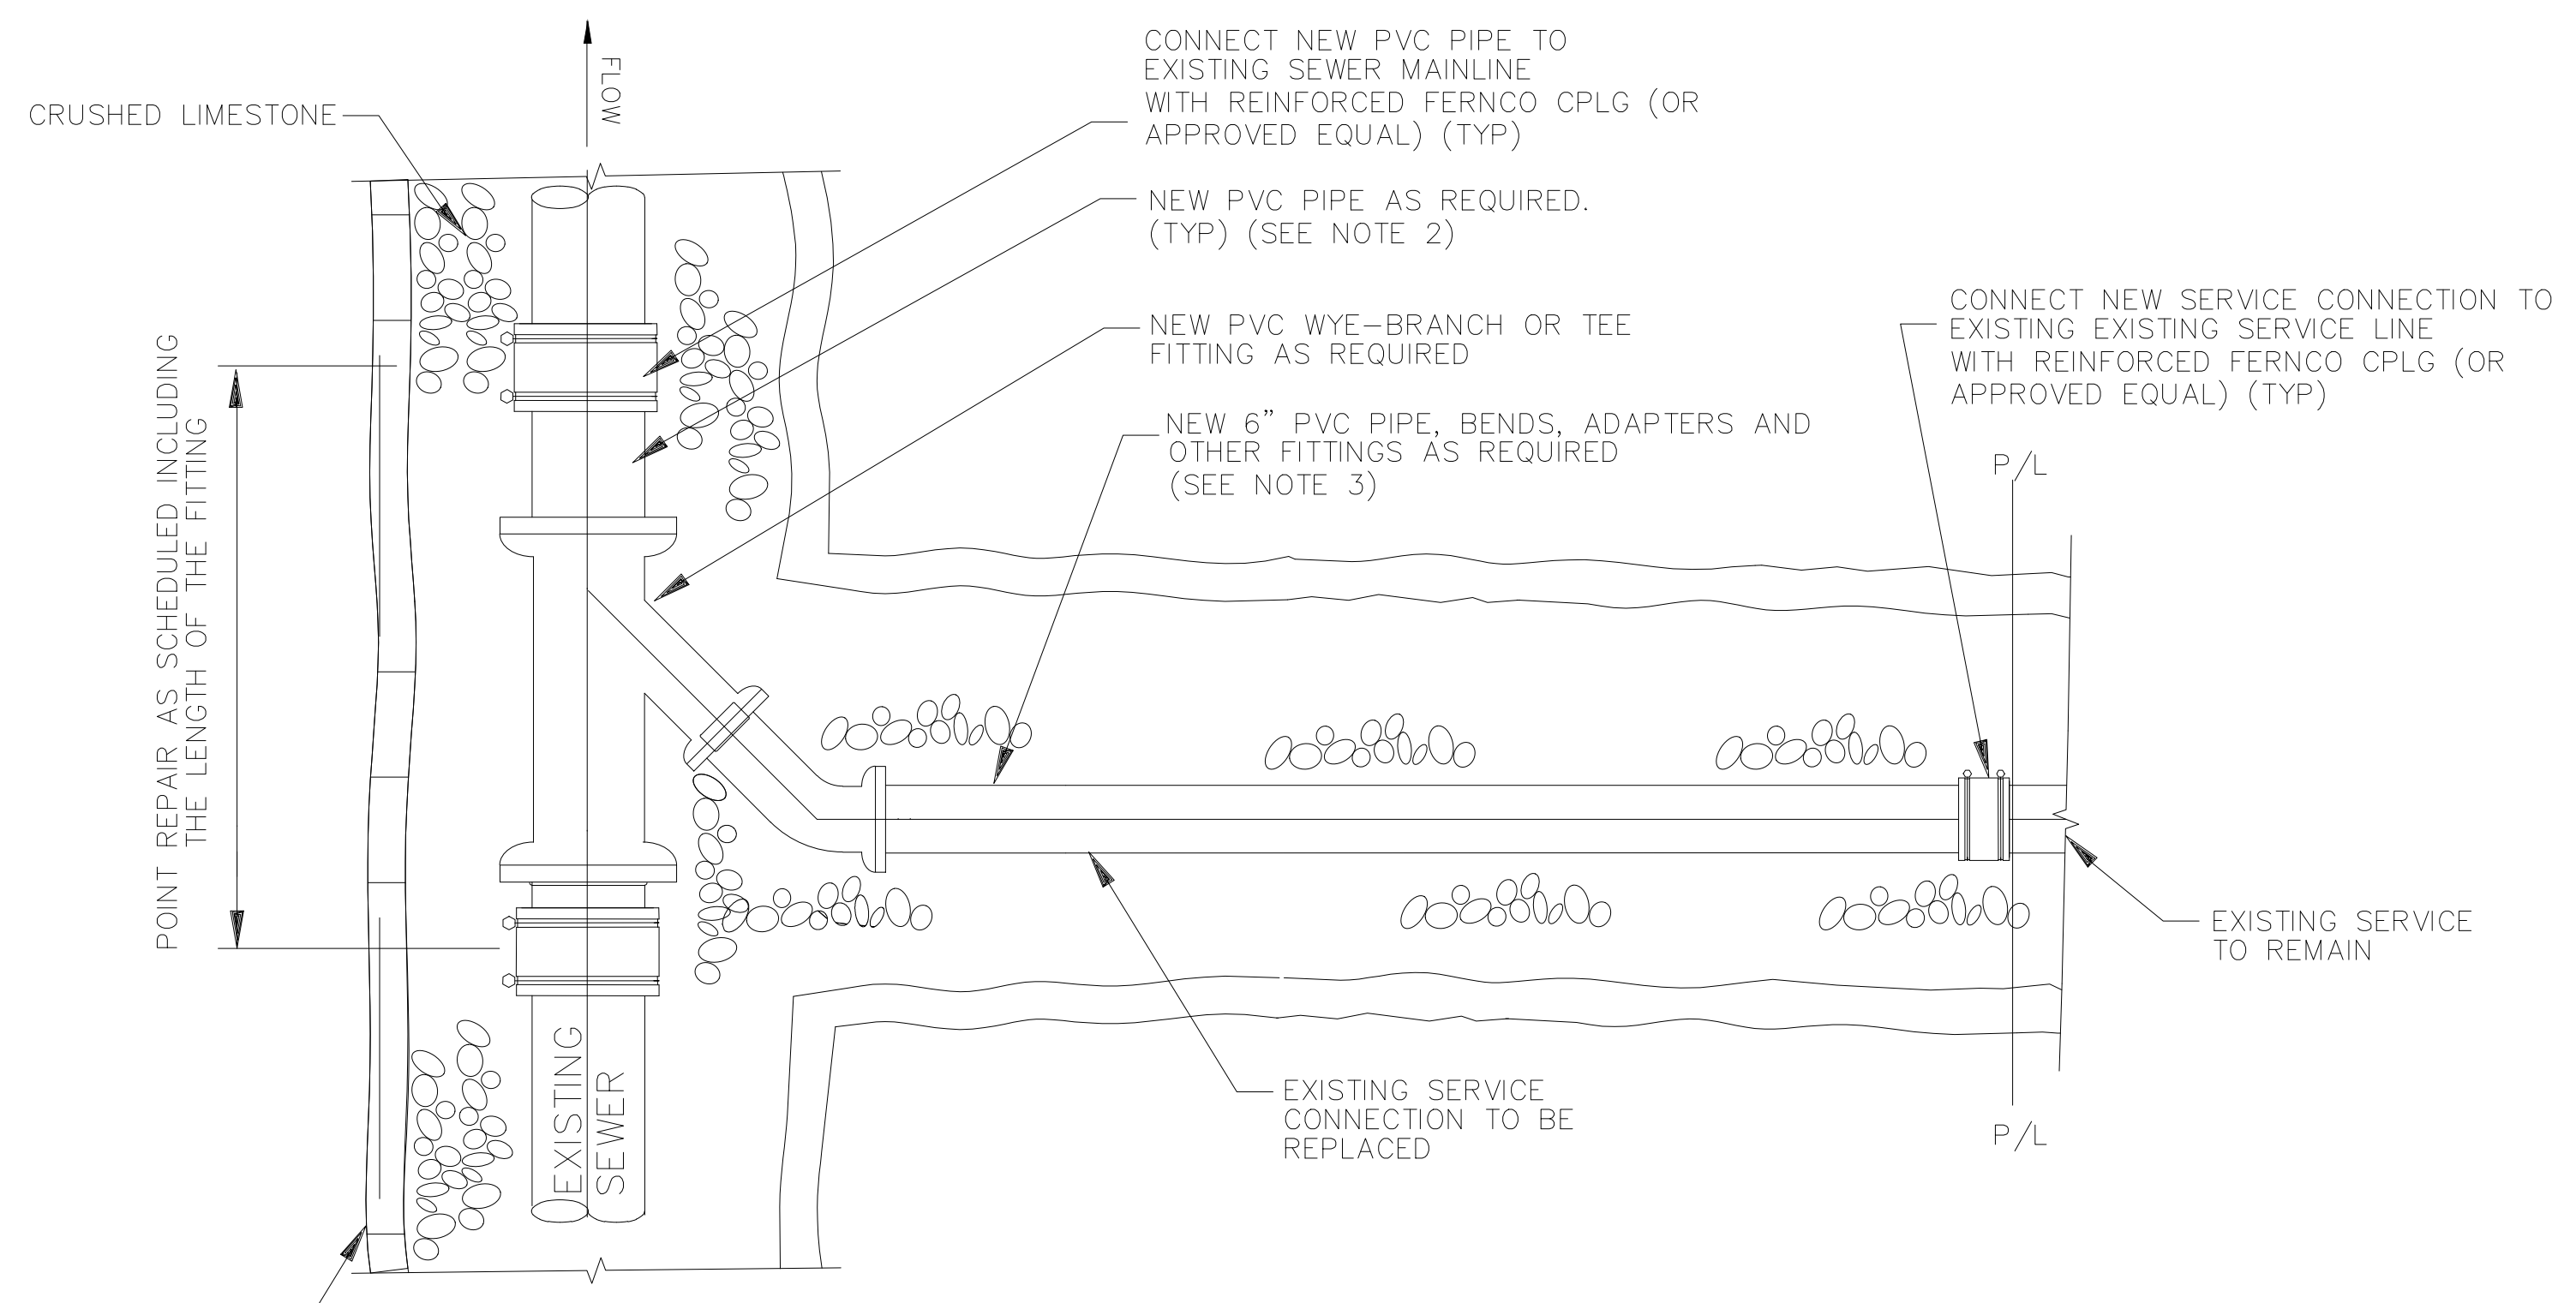 FLOW
CRUSHED LIMESTONE
CONNECT NEW PVC PIPE TO
EXISTING SEWER MAINLINE
WITH REINFORCED FERNCO CPLG (OR
APPROVED EQUAL) (TYP)
NEW PVC PIPE AS REQUIRED.
(TYP) (SEE NOTE 2)
NEW PVC WYE-BRANCH OR TEE
FITTING AS REQUIRED
NEW 6" PVC PIPE, BENDS, ADAPTERS AND
OTHER FITTINGS AS REQUIRED
(SEE NOTE 3)
CONNECT NEW SERVICE CONNECTION TO
EXISTING EXISTING SERVICE LINE
WITH REINFORCED FERNCO CPLG (OR
APPROVED EQUAL) (TYP)
P/L
POINT REPAIR AS SCHEDULED INCLUDING
THE LENGTH OF THE FITTING
EXISTING SERVICE
TO REMAIN
EXISTING
SEWER
EXISTING SERVICE
CONNECTION TO BE
REPLACED
P/L